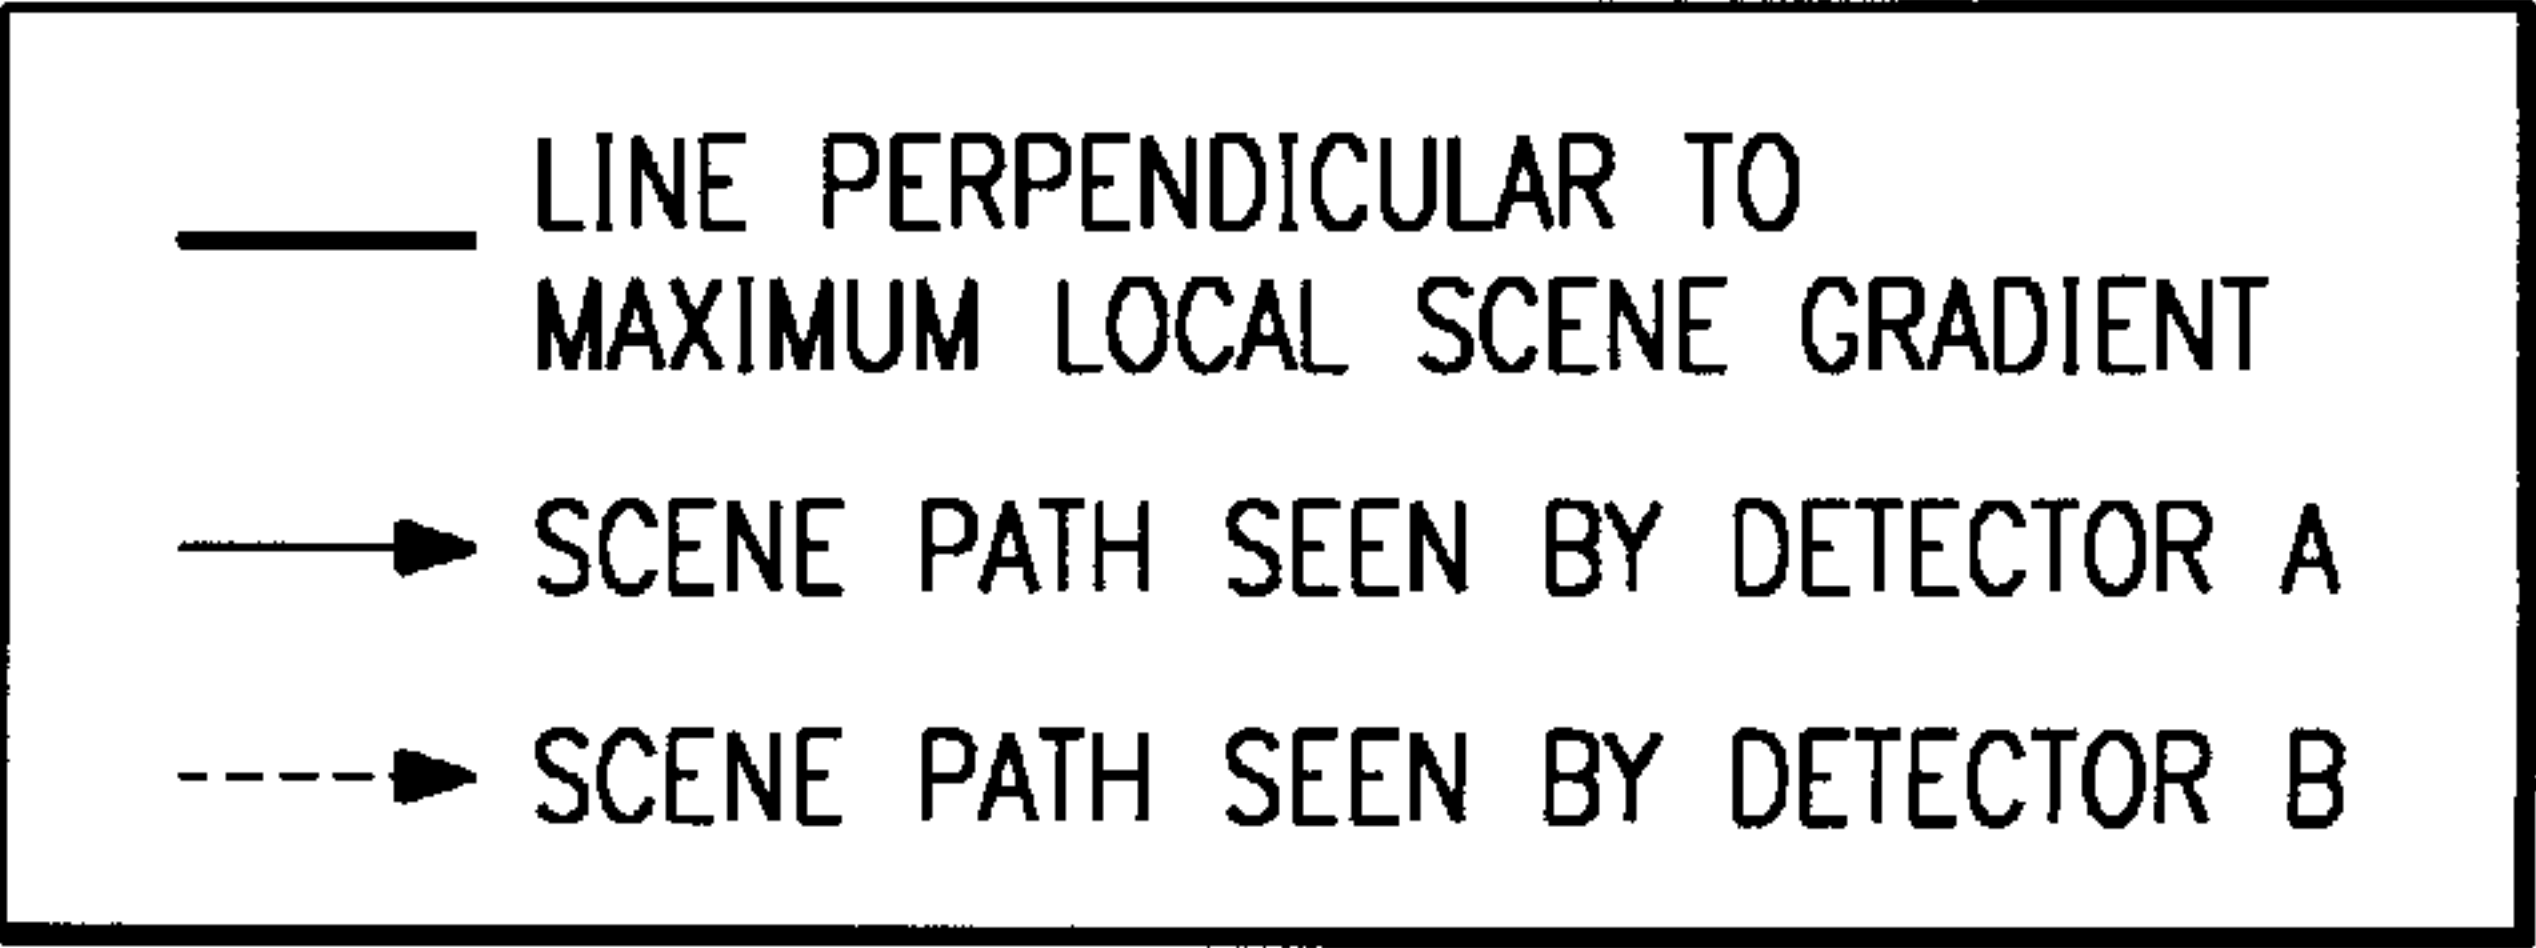 LINE PERPENDICULAR TO
MAXIMUM LOCAL SCENE GRADIENT
SCENE PATH SEEN BY DETECTOR A
SCENE PATH SEEN BY DETECTOR B